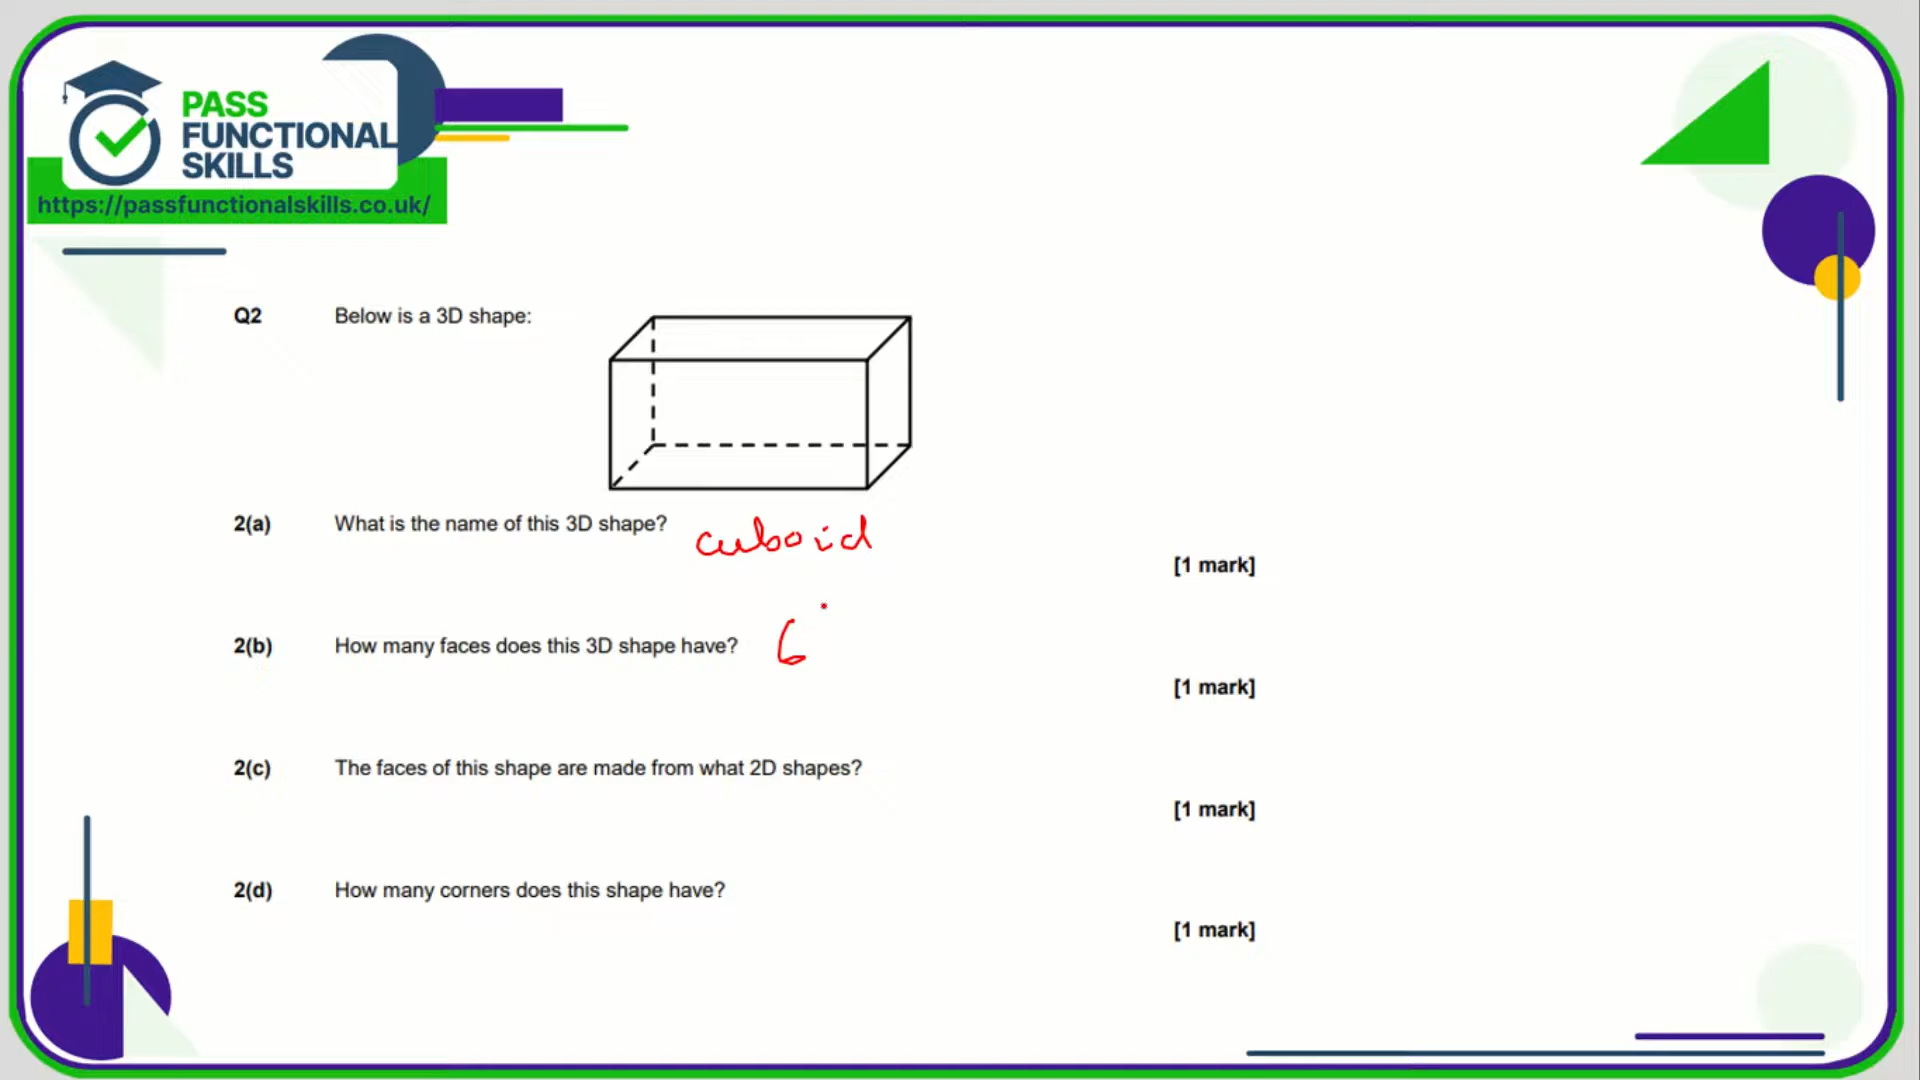 PASS
FUNCTIONAL
SKILLS
https://passfunctionalskills.co.uk/
Q2 Below is a 3D shape:
2(a) What is the name of this 3D shape? cuboid
[1 mark]
2(b) How many faces does this 3D shape have? 6
[1 mark]
2(c) The faces of this shape are made from what 2D shapes?
[1 mark]
2(d) How many corners does this shape have?
[1 mark]